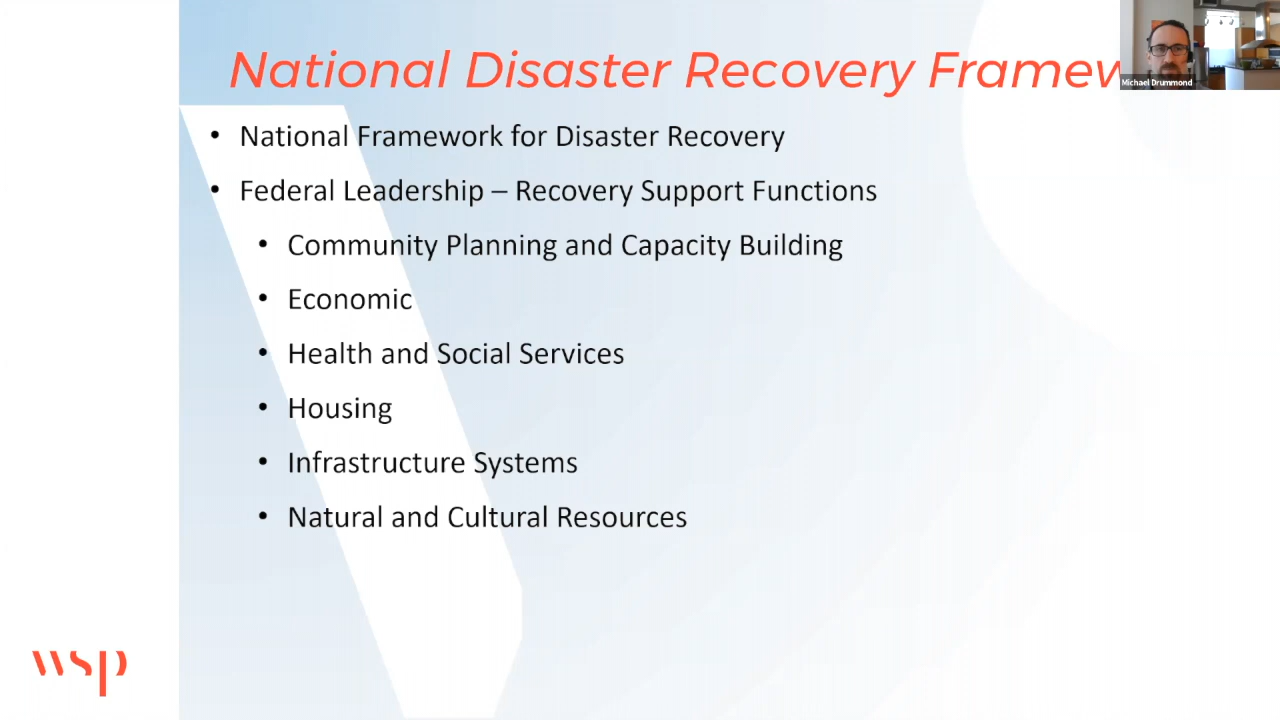 National Disaster Recovery Framew
Michael Drummond
• National Framework for Disaster Recovery
• Federal Leadership – Recovery Support Functions
• Community Planning and Capacity Building
• Economic
• Health and Social Services
• Housing
• Infrastructure Systems
• Natural and Cultural Resources
wsp